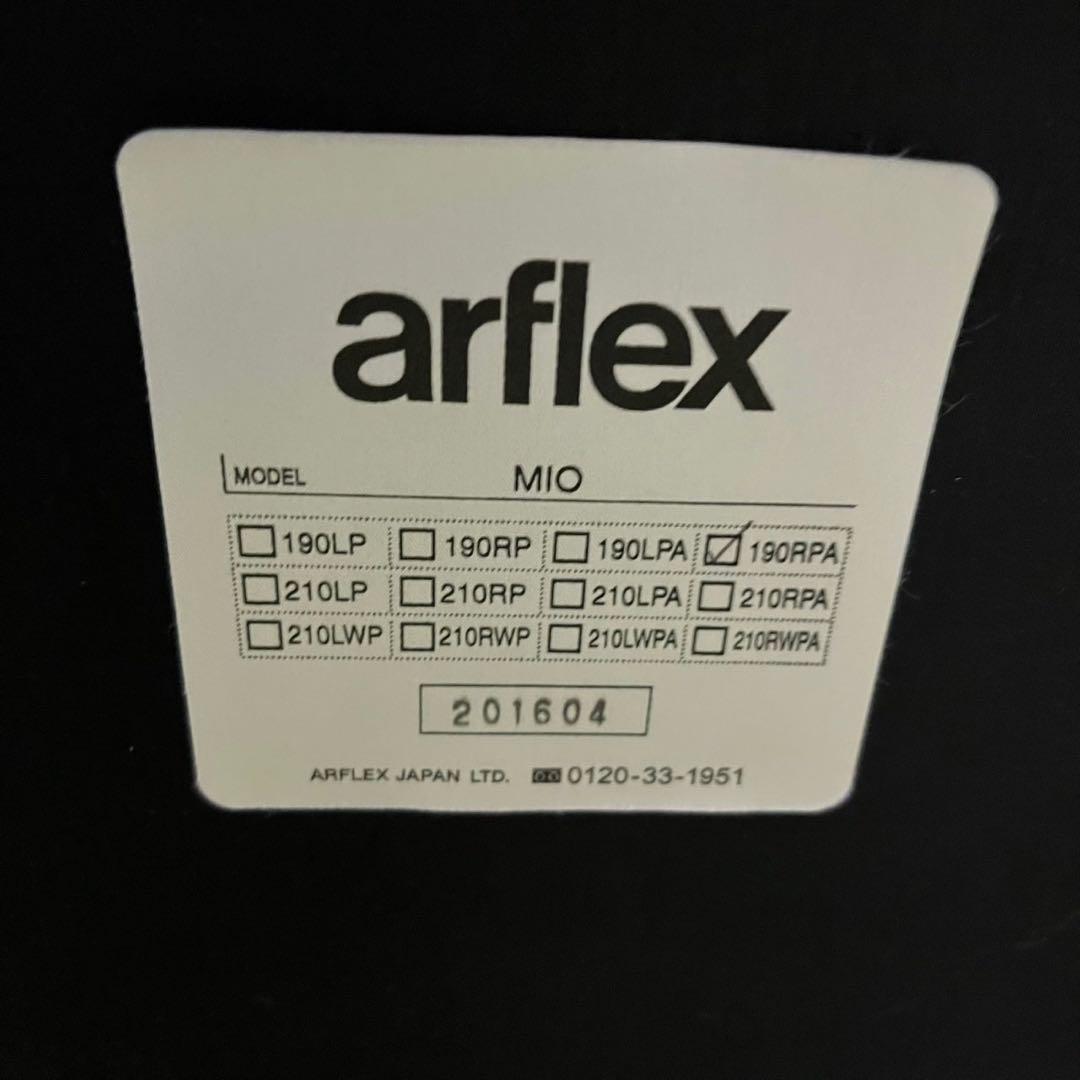 arflex
MODEL MIO
☐190LP ☐190RP ☐190LPA ☑190RPA
☐210LP ☐210RP ☐210LPA ☐210RPA
☐210LWP ☐210RWP ☐210LWPA ☐210RWPA
201604
ARFLEX JAPAN LTD. 0120-33-1951